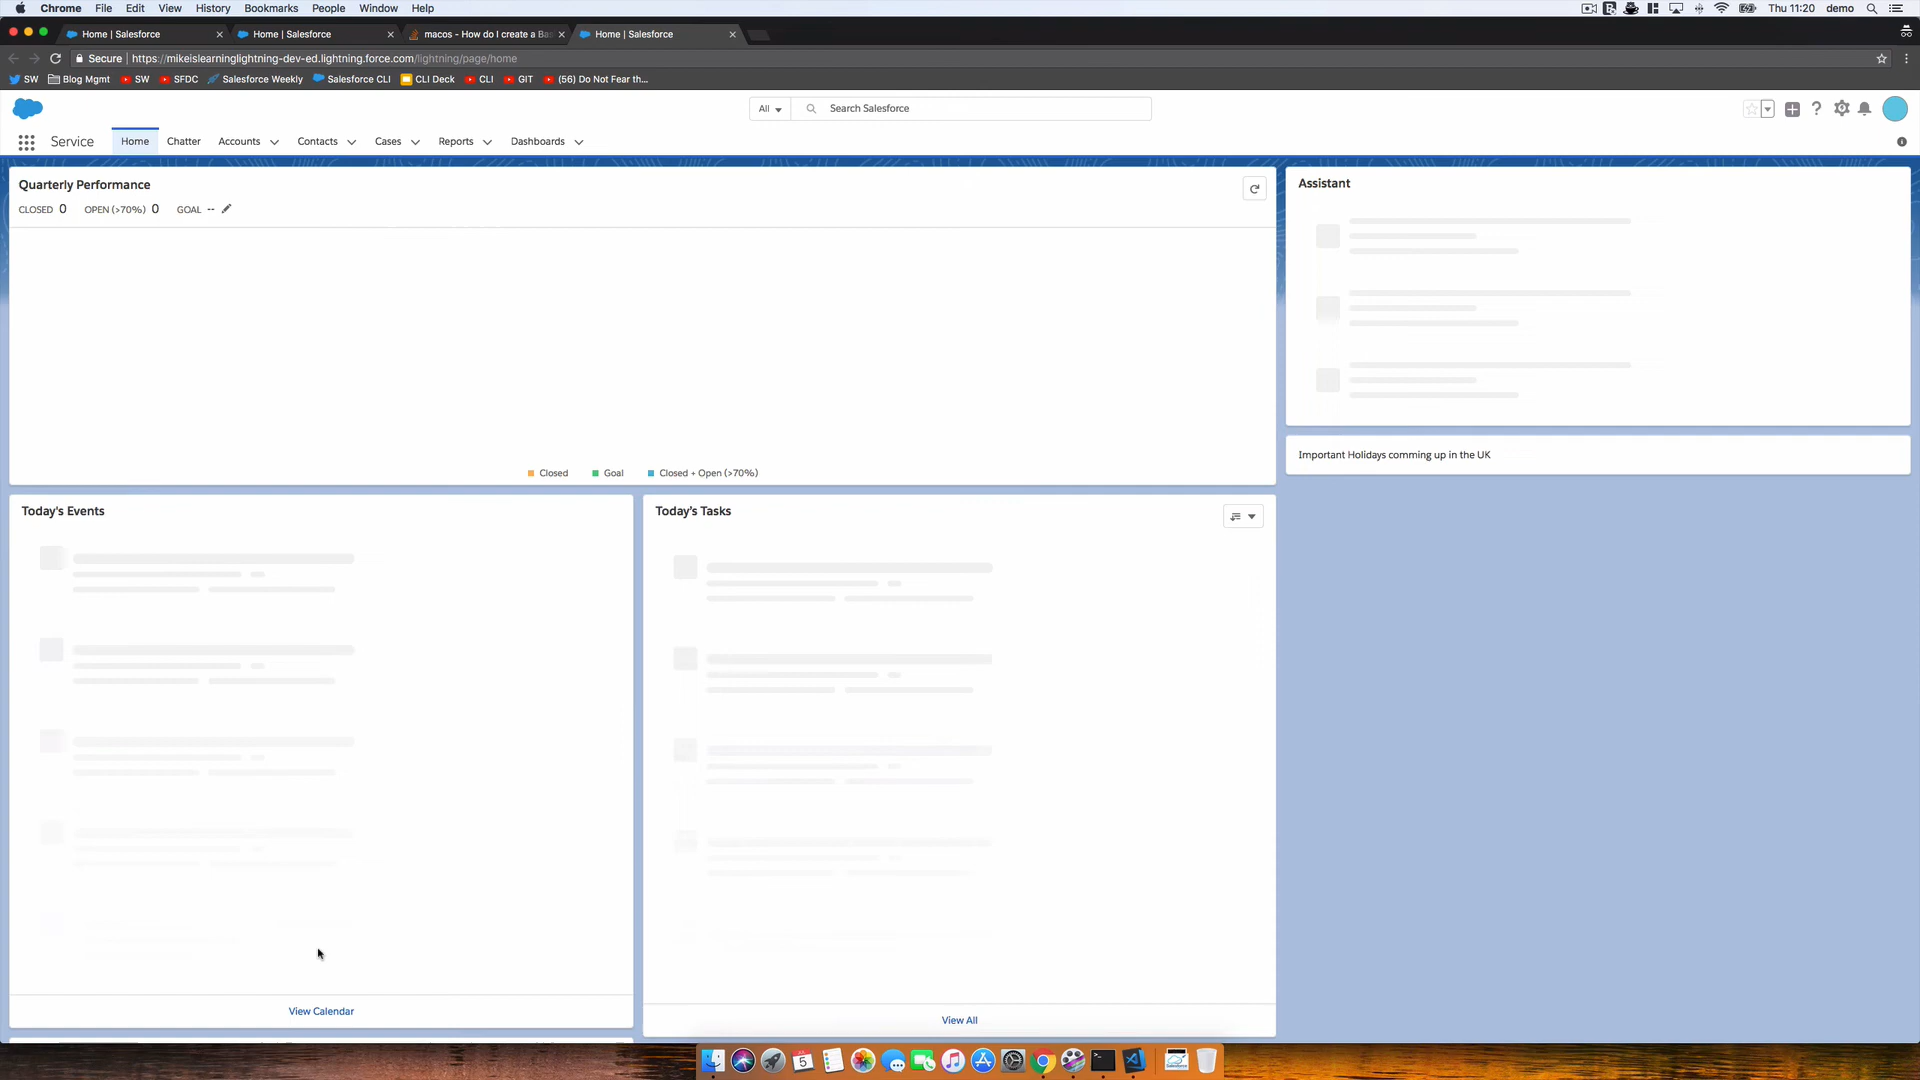 Chrome File Edit View History Bookmarks People Window Help Thu 11:20 demo
Home | Salesforce Home | Salesforce macos - How do I create a Bas Home | Salesforce
Secure https://mikeislearninglightning-dev-ed.lightning.force.com/lightning/page/home
SW Blog Mgmt SW SFDC Salesforce Weekly Salesforce CLI CLI Deck CLI GIT (56) Do Not Fear th...
All Search Salesforce
Service Home Chatter Accounts Contacts Cases Reports Dashboards
Quarterly Performance
CLOSED 0 OPEN (>70%) 0 GOAL --
Closed Goal Closed + Open (>70%)
Assistant
Important Holidays comming up in the UK
Today's Events
View Calendar
Today's Tasks
View All
5